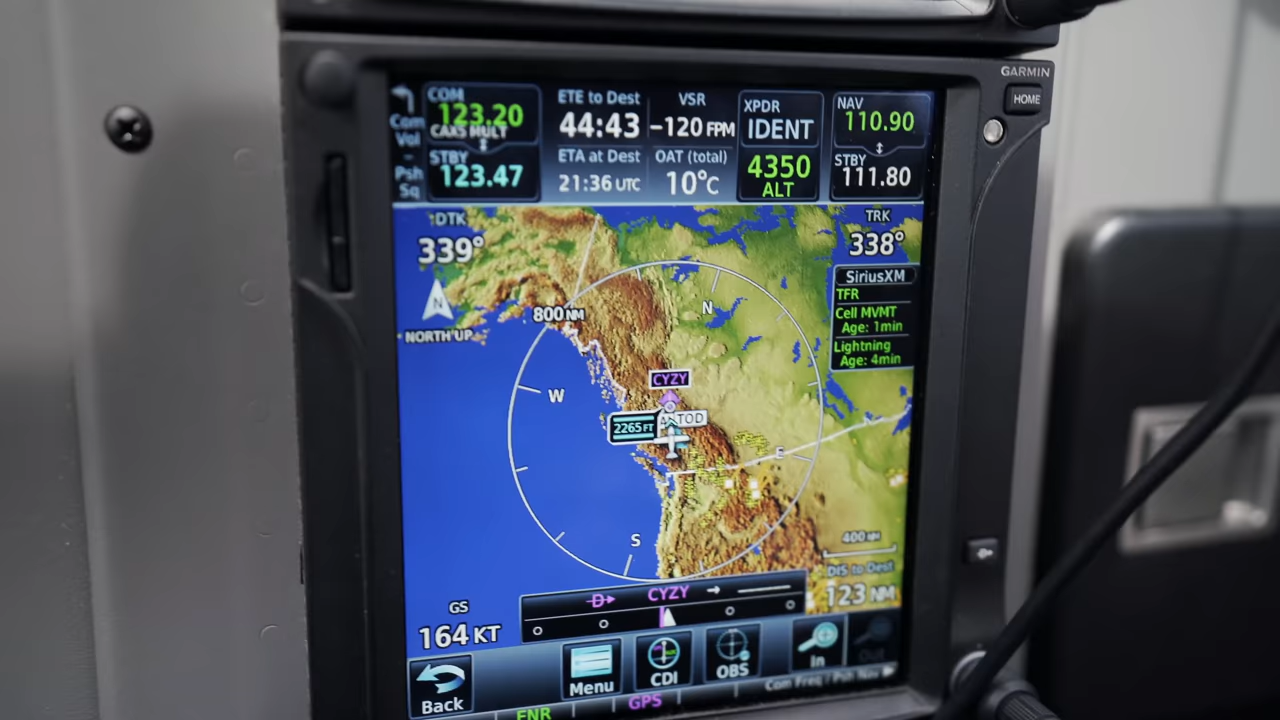 GARMIN
HOME
Com
Vol
Psh
Sq
COM
123.20
CAX5 MULT
STBY
123.47
ETE to Dest
44:43
ETA at Dest
21:36 UTC
VSR
-120 FPM
OAT (total)
10°C
XPDR
IDENT
4350
ALT
NAV
110.90
STBY
111.80
DTK
339°
TRK
338°
N
NORTH UP
SiriusXM
TFR
Cell MVMT
Age: 1min
Lightning
Age: 4min
800 NM
N
W
CYZY
2265 FT
TOD
E
S
400 NM
DIS to Dest
123 NM
GS
164 KT
D
CYZY
Back
Menu
CDI
OBS
In
Out
Com Freq / Psh Nav
ENR
GPS